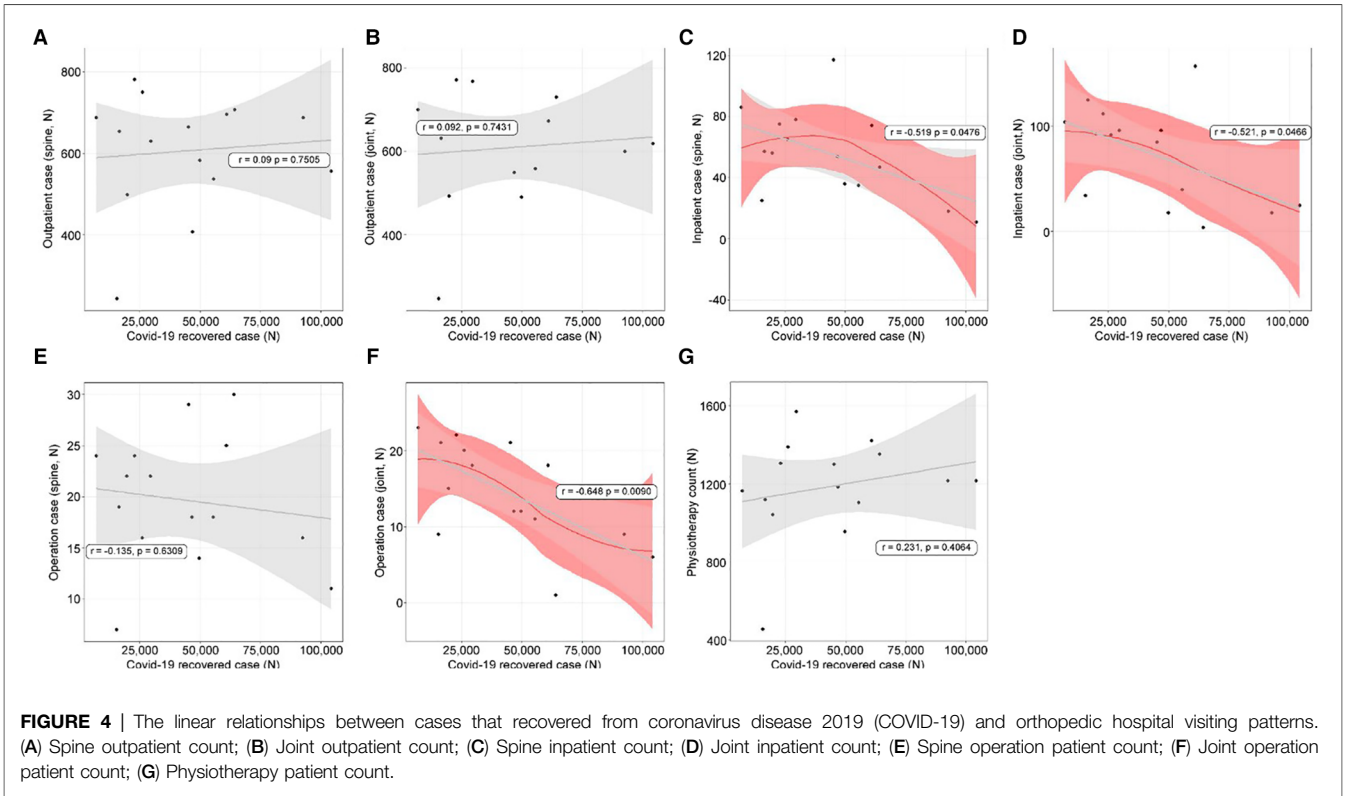 A
B
C
D
Outpatient case (spine, N)
800
600
400
r = 0.09 p = 0.7505
25,000 50,000 75,000 100,000
Covid-19 recovered case (N)
Outpatient case (joint, N)
800
600
400
r = 0.092, p = 0.7431
25,000 50,000 75,000 100,000
Covid-19 recovered case (N)
Inpatient case (spine, N)
120
80
40
0
-40
r = -0.519 p = 0.0476
25,000 50,000 75,000 100,000
Covid-19 recovered case (N)
Inpatient case (joint,N)
100
0
r = -0.521, p = 0.0466
25,000 50,000 75,000 100,000
Covid-19 recovered case (N)
E
F
G
Operation case (spine, N)
30
25
20
15
10
r = -0.135, p = 0.6309
25,000 50,000 75,000 100,000
Covid-19 recovered case (N)
Operation case (joint, N)
20
10
0
r = -0.648 p = 0.0090
25,000 50,000 75,000 100,000
Covid-19 recovered case (N)
Physiotherapy count (N)
1600
1200
800
400
r = 0.231, p = 0.4064
25,000 50,000 75,000 100,000
Covid-19 recovered case (N)
FIGURE 4 | The linear relationships between cases that recovered from coronavirus disease 2019 (COVID-19) and orthopedic hospital visiting patterns.
(A) Spine outpatient count; (B) Joint outpatient count; (C) Spine inpatient count; (D) Joint inpatient count; (E) Spine operation patient count; (F) Joint operation
patient count; (G) Physiotherapy patient count.